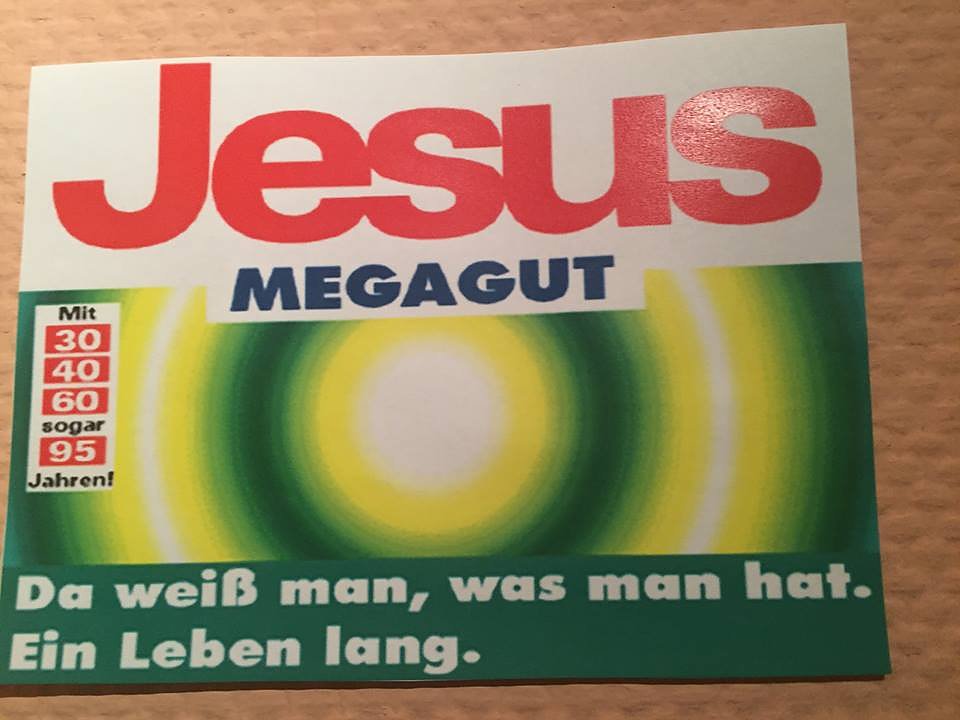 Jesus
MEGAGUT
Mit
30
40
60
sogar
95
Jahren!
Da weiß man, was man hat.
Ein Leben lang.